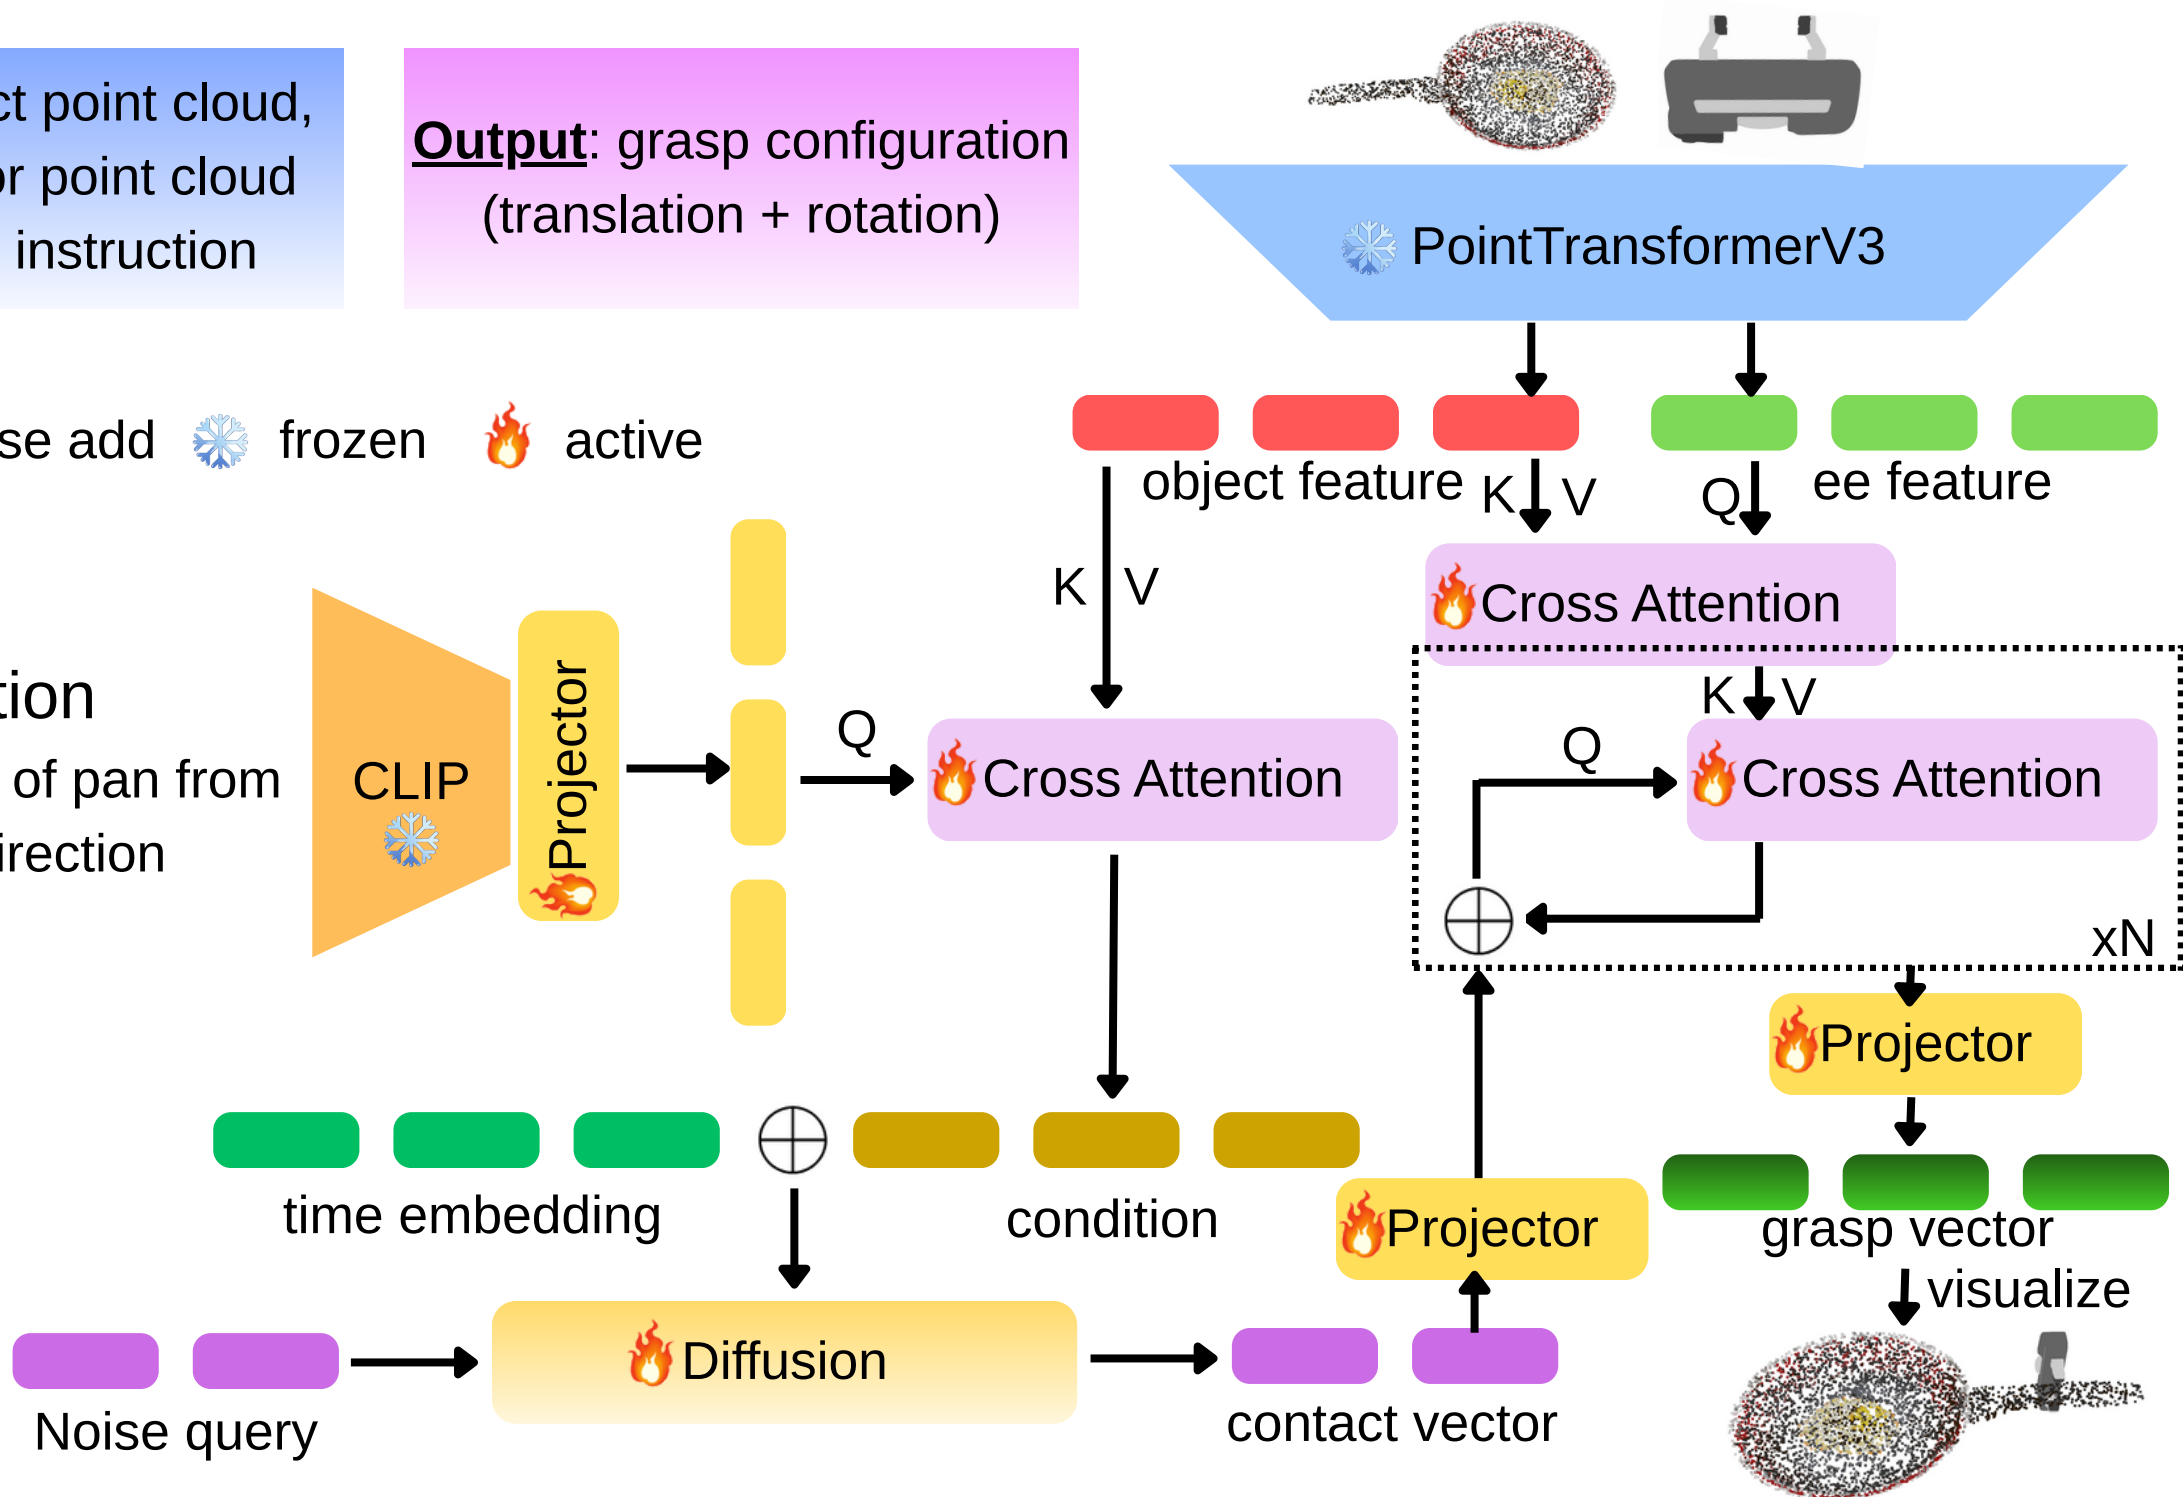 ct point cloud,
or point cloud
instruction
Output: grasp configuration
(translation + rotation)
PointTransformerV3
se add
frozen
active
object feature
K
V
Q
ee feature
K
V
Cross Attention
K
V
tion
of pan from
irection
CLIP
Projector
Q
Cross Attention
Q
Cross Attention
xN
Projector
time embedding
condition
Projector
grasp vector
visualize
Noise query
Diffusion
contact vector